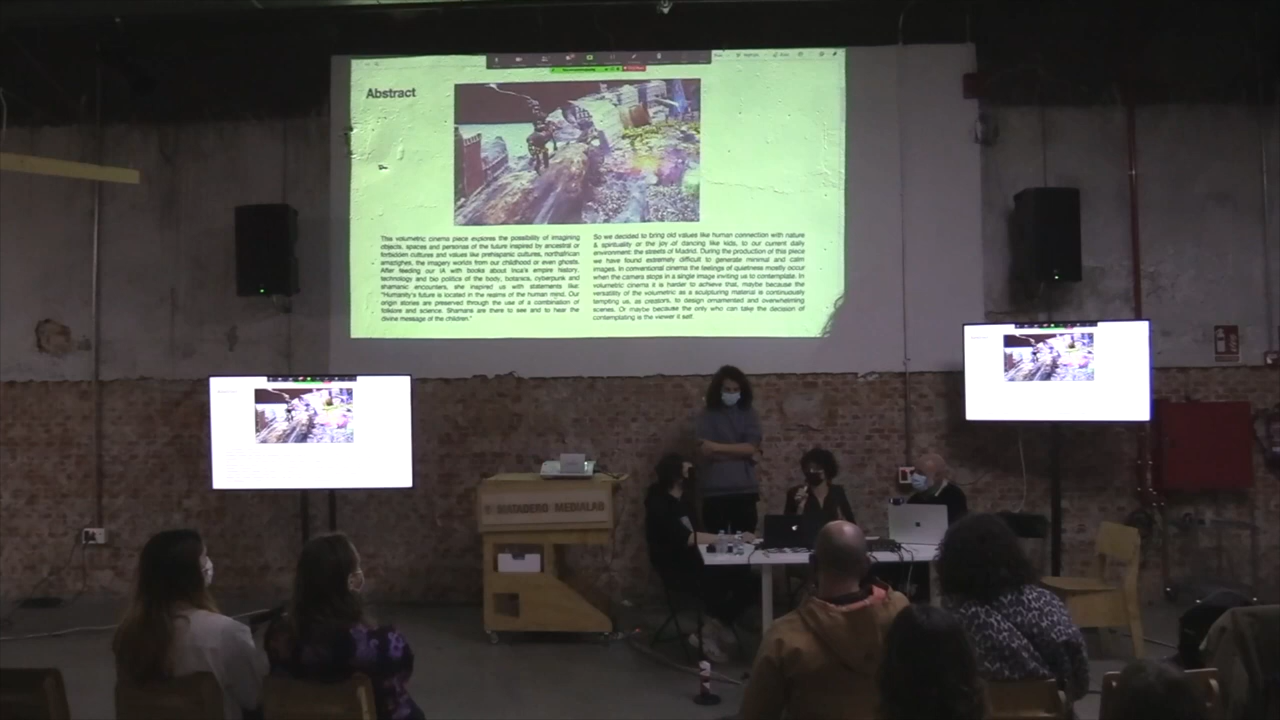 Abstract
This volumetric cinema piece explores the possibility of imagining
objects, spaces and personas of the future inspired by ancestral or
forbidden cultures and values like prehispanic cultures, northafrican
amazighes, the imagery worlds from our childhood or even ghosts.
After feeding our IA with books about Inca's empire history,
technology and bio politics of the body, botanics, cyberpunk and
shamanic encounters, she inspired us with statements like:
"Humanity's future is located in the realms of the human mind. Our
origin stories are preserved through the use of a combination of
folklore and science. Shamans are there to see and to hear the
divine message of the children."
So we decided to bring old values like human connection with nature
& spirituality or the joy of dancing like kids, to our current daily
environment: the streets of Madrid. During the production of this piece
we have found extremely difficult to generate minimal and calm
images. In conventional cinema the feelings of quietness mostly occur
when the camera stops in a single image inviting us to contemplate. In
volumetric cinema it is harder to achieve that, maybe because the
versatility of the volumetric as a sculpturing material is continuously
tempting us, as creators, to design ornamented and overwhelming
scenes. Or maybe because the only who can take the decision of
contemplating is the viewer it self.
MATADERO MEDIALAB